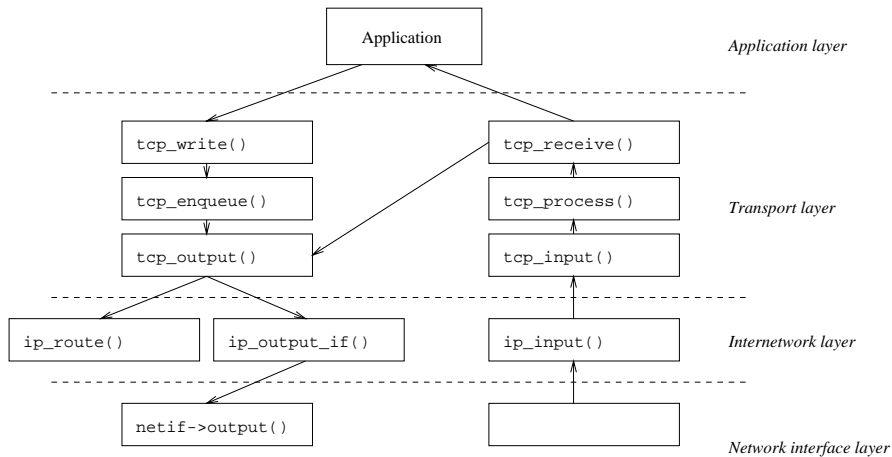 Application
Application layer
tcp_write()
tcp_receive()
tcp_enqueue()
tcp_process()
Transport layer
tcp_output()
tcp_input()
ip_route()
ip_output_if()
ip_input()
Internetwork layer
netif->output()
Network interface layer